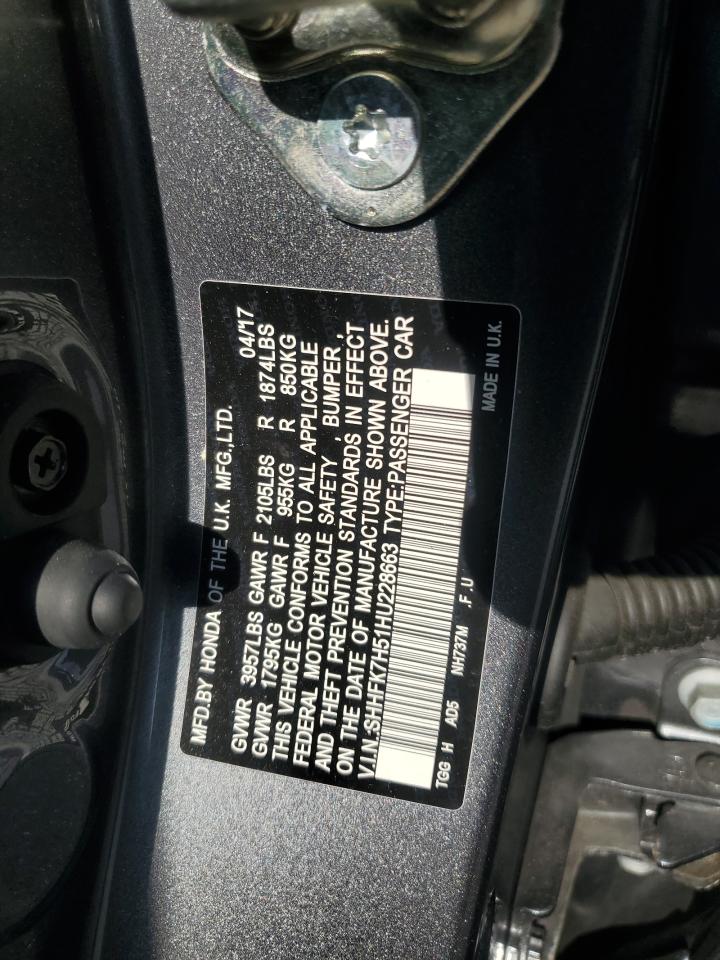 MFD.BY HONDA OF THE U.K. MFG.,LTD. 04/17
GVWR 3957LBS GAWR F 2105LBS R 1874LBS
GVWR 1795KG GAWR F 955KG R 850KG
THIS VEHICLE CONFORMS TO ALL APPLICABLE
FEDERAL MOTOR VEHICLE SAFETY , BUMPER ,
AND THEFT PREVENTION STANDARDS IN EFFECT
ON THE DATE OF MANUFACTURE SHOWN ABOVE.
V.I.N.:SHHFK7H51HU228663 TYPE:PASSENGER CAR
TGG H AD5 NH737M .F .U MADE IN U.K.